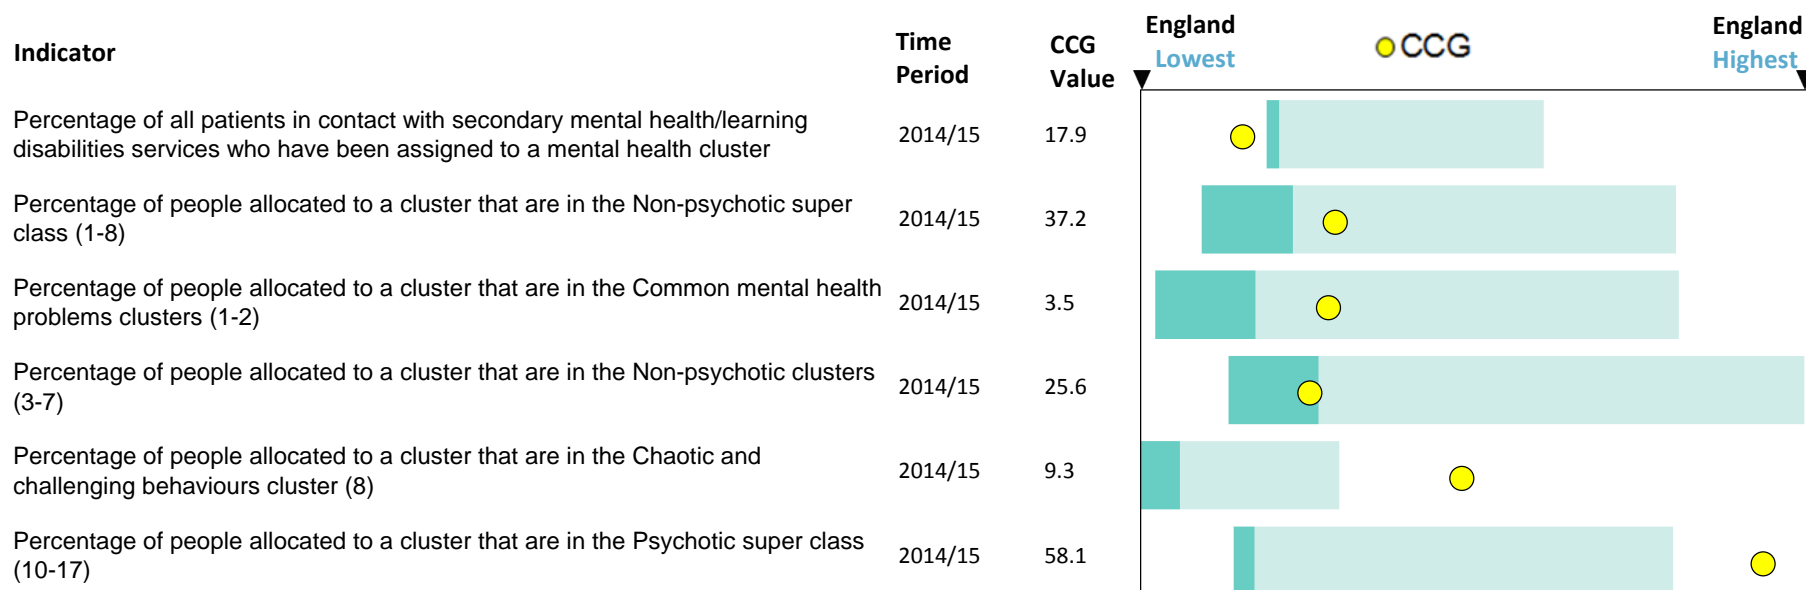 Indicator
Time
Period
CCG
Value
England
Lowest
CCG
England
Highest
Percentage of all patients in contact with secondary mental health/learning
disabilities services who have been assigned to a mental health cluster
2014/15
17.9
Percentage of people allocated to a cluster that are in the Non-psychotic super
class (1-8)
2014/15
37.2
Percentage of people allocated to a cluster that are in the Common mental health
problems clusters (1-2)
2014/15
3.5
Percentage of people allocated to a cluster that are in the Non-psychotic clusters
(3-7)
2014/15
25.6
Percentage of people allocated to a cluster that are in the Chaotic and
challenging behaviours cluster (8)
2014/15
9.3
Percentage of people allocated to a cluster that are in the Psychotic super class
(10-17)
2014/15
58.1